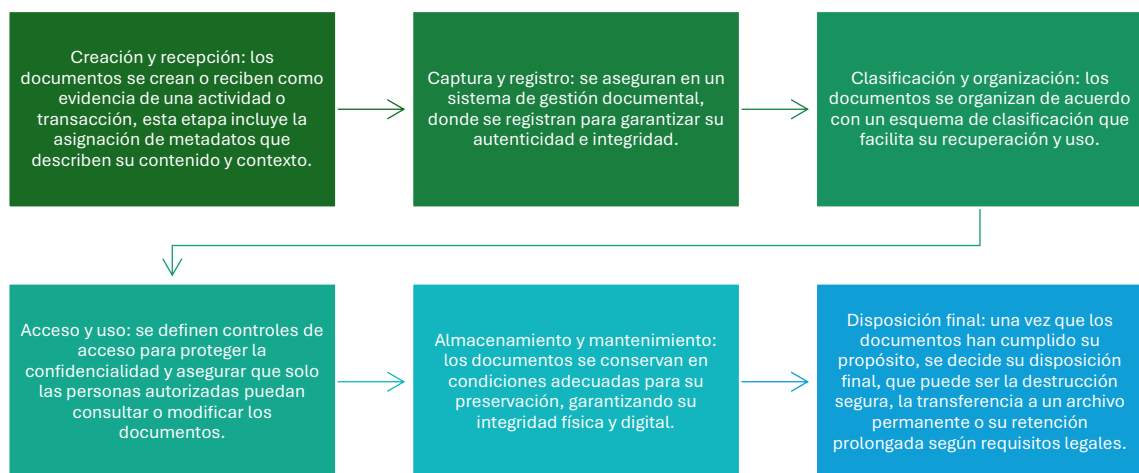 Creación y recepción: los
documentos se crean o reciben como
evidencia de una actividad o
transacción, esta etapa incluye la
asignación de metadatos que
describen su contenido y contexto.
Captura y registro: se aseguran en un
sistema de gestión documental,
donde se registran para garantizar su
autenticidad e integridad.
Clasificación y organización: los
documentos se organizan de acuerdo
con un esquema de clasificación que
facilita su recuperación y uso.
Acceso y uso: se definen controles de
acceso para proteger la
confidencialidad y asegurar que solo
las personas autorizadas puedan
consultar o modificar los
documentos.
Almacenamiento y mantenimiento:
los documentos se conservan en
condiciones adecuadas para su
preservación, garantizando su
integridad física y digital.
Disposición final: una vez que los
documentos han cumplido su
propósito, se decide su disposición
final, que puede ser la destrucción
segura, la transferencia a un archivo
permanente o su retención
prolongada según requisitos legales.